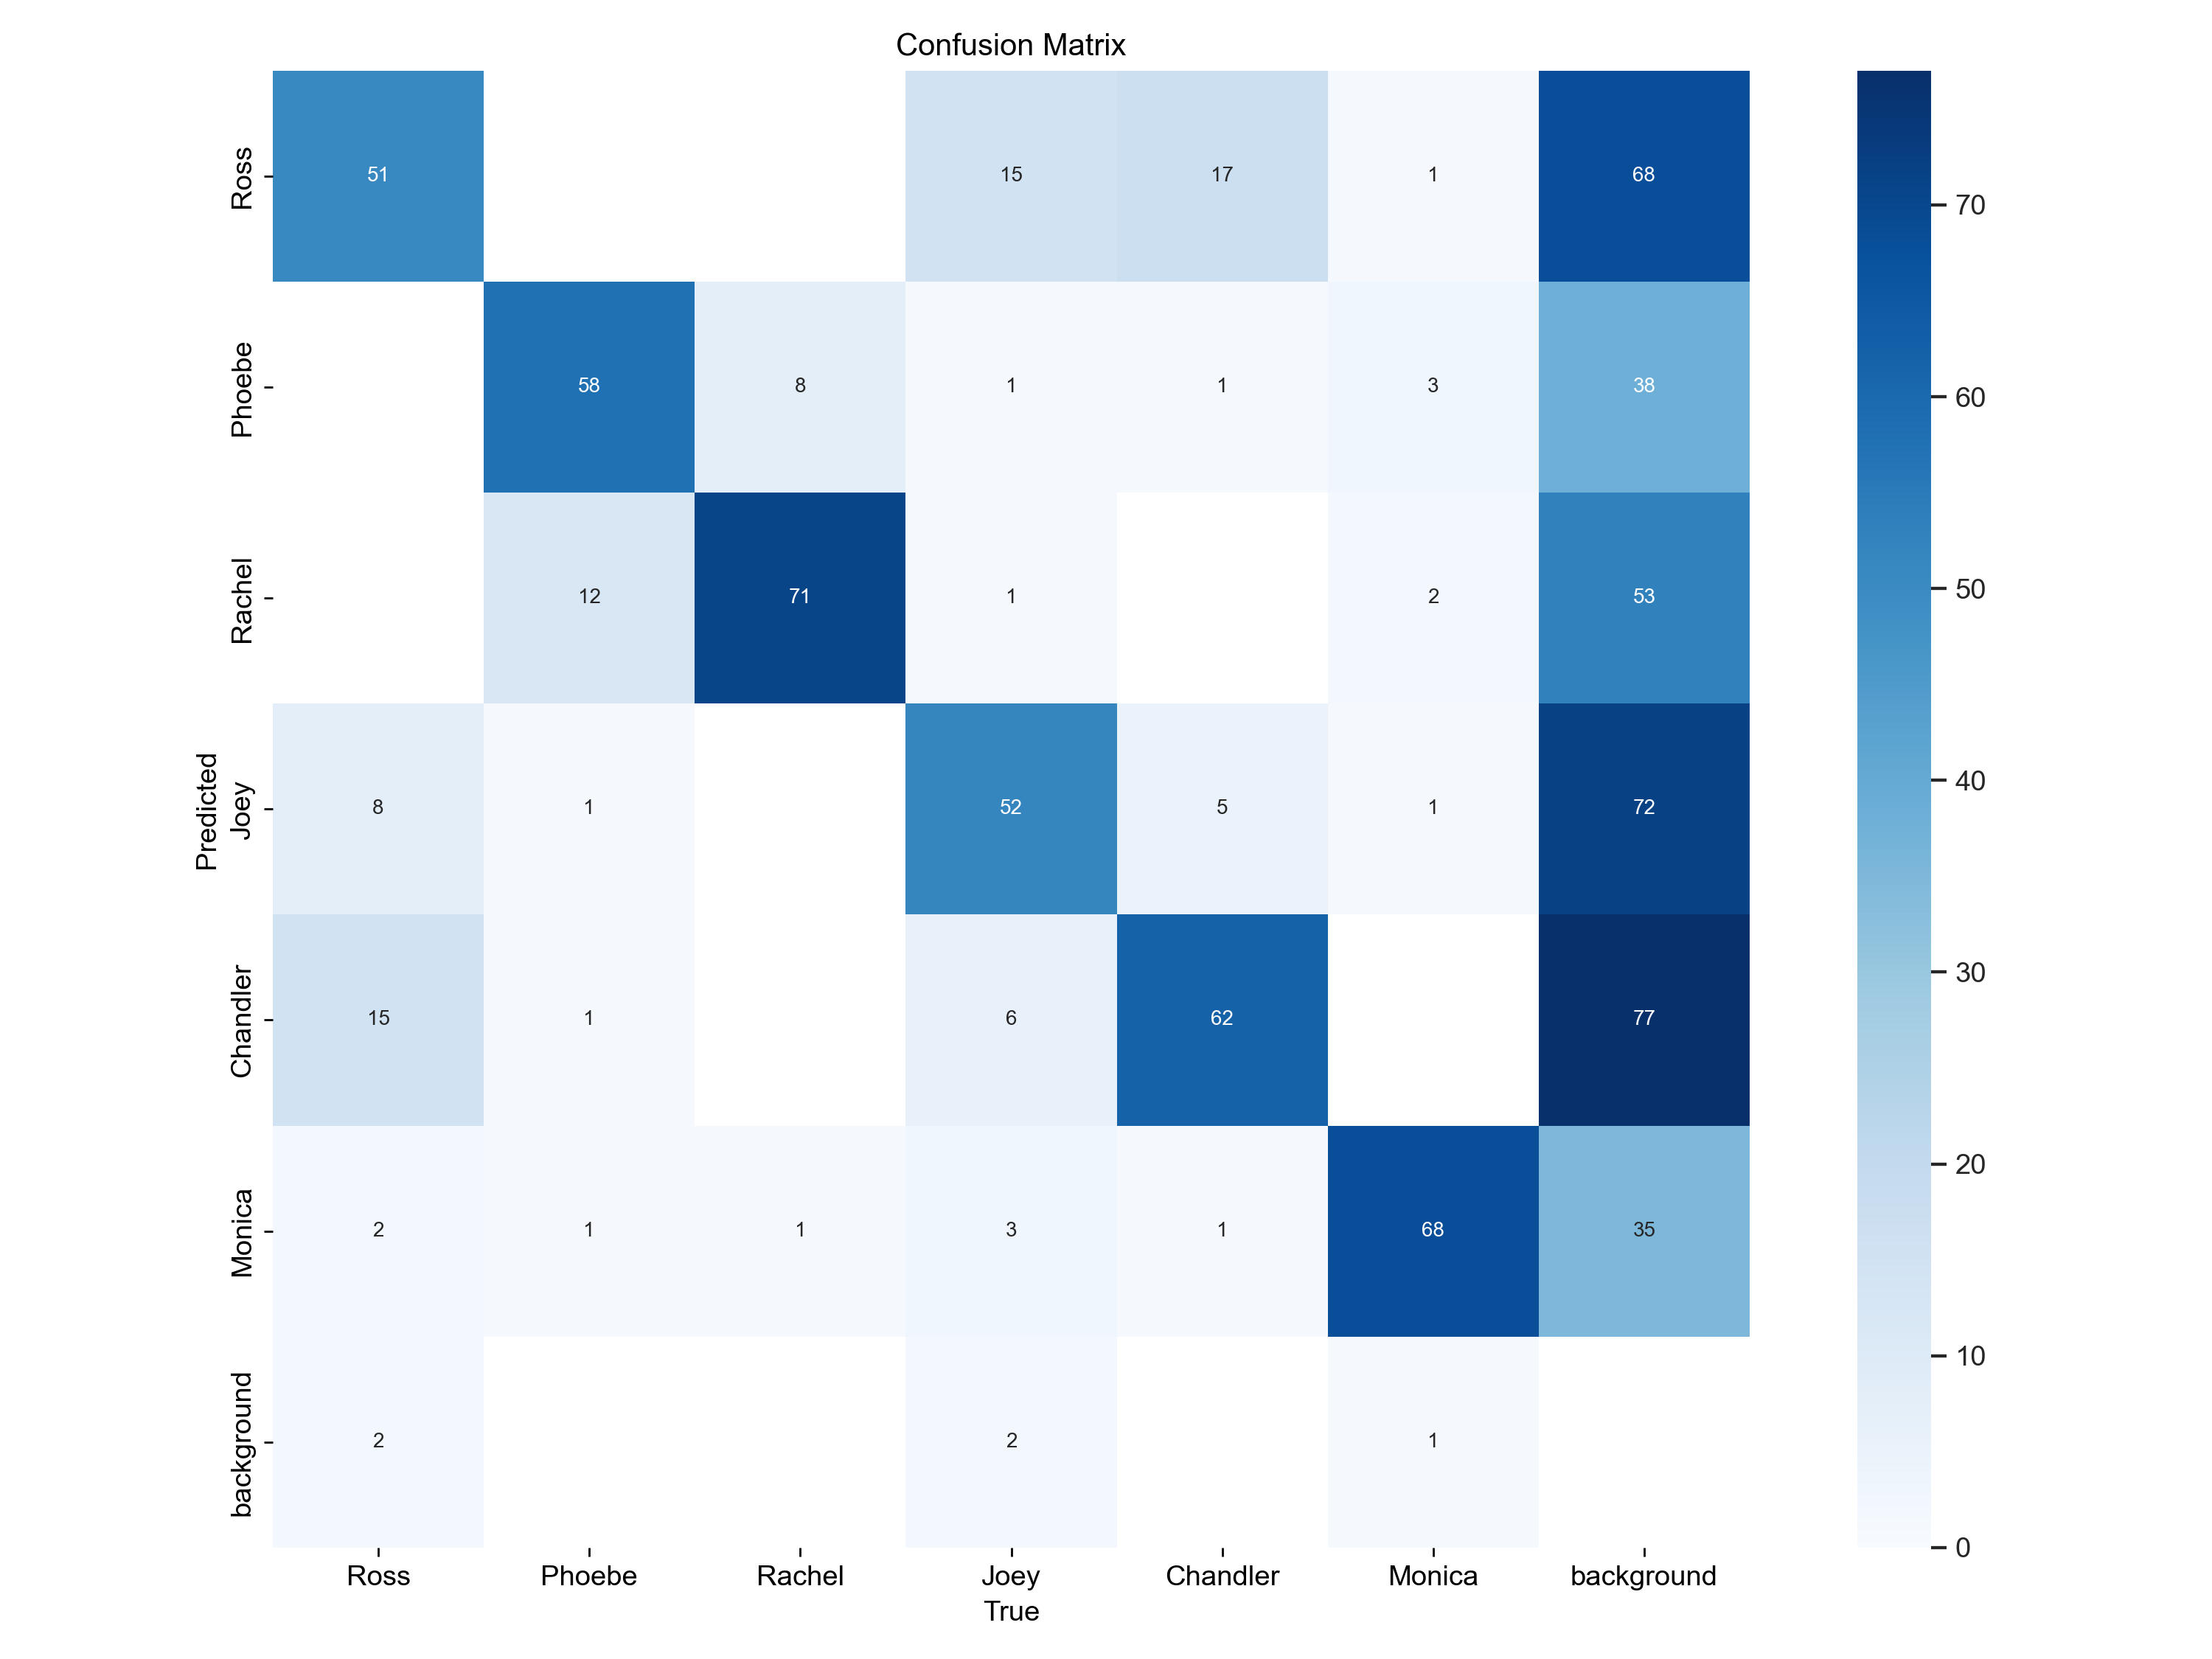 Confusion Matrix
Ross 51 15 17 1 68
Phoebe 58 8 1 1 3 38
Rachel 12 71 1 2 53
Joey 8 1 52 5 1 72
Chandler 15 1 6 62 77
Monica 2 1 1 3 1 68 35
background 2 2 1
Predicted
Ross Phoebe Rachel Joey Chandler Monica background
True
70
60
50
40
30
20
10
0